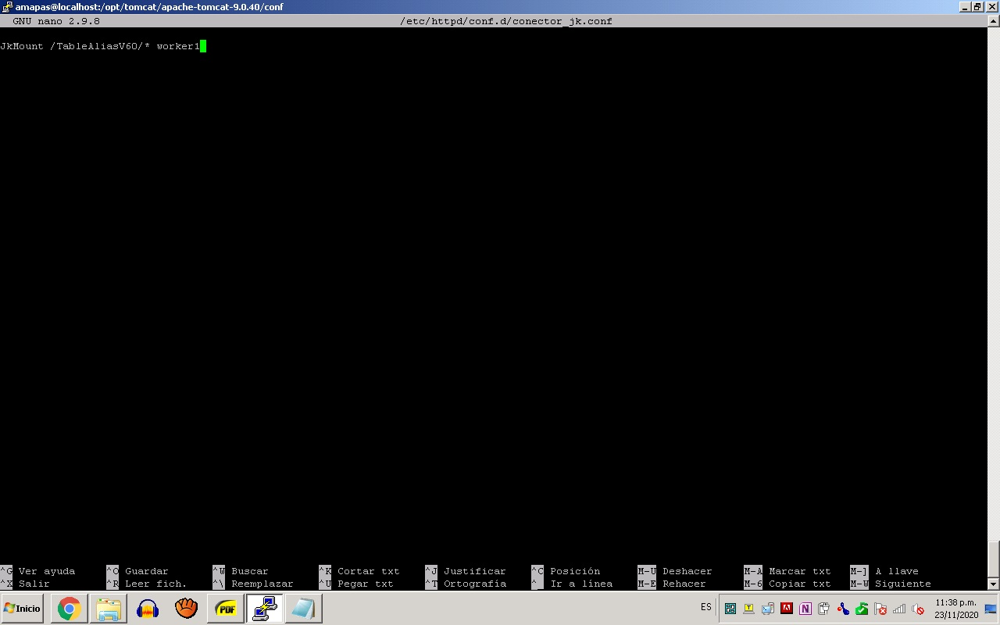 amapas@localhost:/opt/tomcat/apache-tomcat-9.0.40/conf
GNU nano 2.9.8 /etc/httpd/conf.d/conector_jk.conf
JkMount /TableAliasV60/* worker1
^G Ver ayuda ^O Guardar ^W Buscar ^K Cortar txt ^J Justificar ^C Posición M-U Deshacer M-A Marcar txt M-] A llave
^X Salir ^R Leer fich. ^\ Reemplazar ^U Pegar txt ^T Ortografía ^_ Ir a línea M-E Rehacer M-6 Copiar txt M-W Siguiente
Inicio PDF ES 11:38 p.m.
23/11/2020